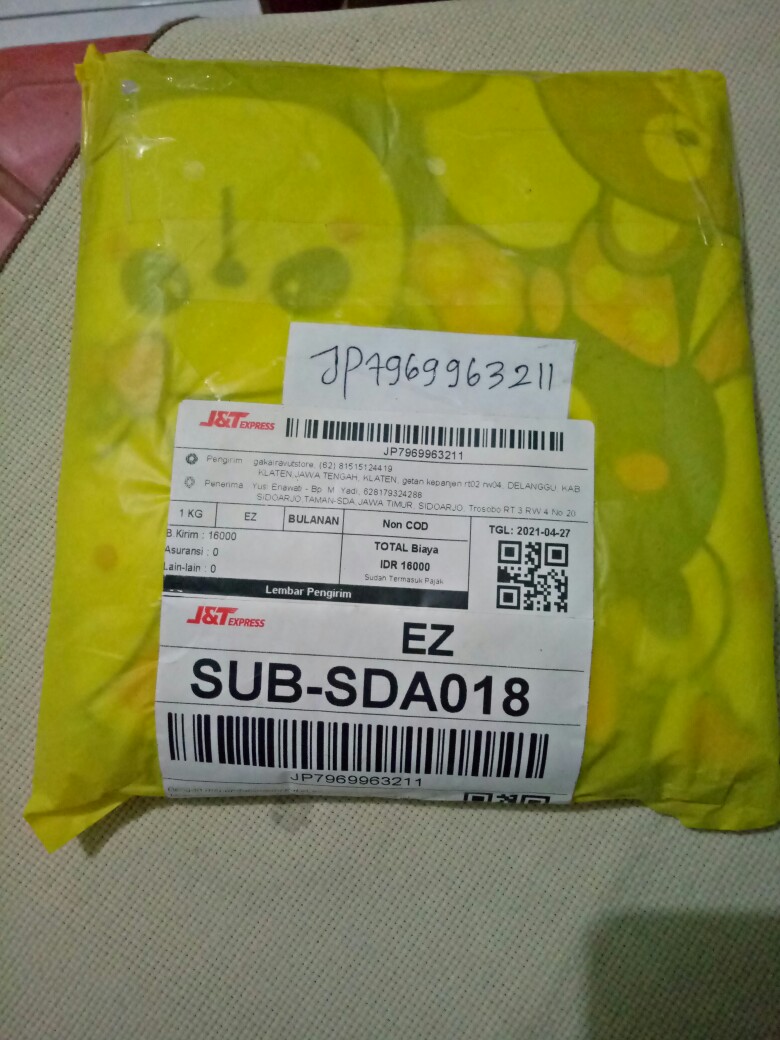 JP7969963211
J&T EXPRESS
JP7969963211
Pengirim gakairavutstore, (62) 81515124419
KLATEN,JAWA TENGAH, KLATEN, getan kepanjen rt02 rw04, DELANGGU, KAB.
Penerima Yusi Eriawati - Bp. M. Yadi, 628179324288
SIDOARJO,TAMAN-SDA,JAWA TIMUR, SIDOARJO, Trosobo RT 3 RW 4 No 20
1 KG EZ BULANAN Non COD TGL: 2021-04-27
B.Kirim : 16000
Asuransi : 0
Lain-lain : 0
TOTAL Biaya
IDR 16000
Sudah Termasuk Pajak
Lembar Pengirim
J&T EXPRESS
EZ
SUB-SDA018
JP7969963211